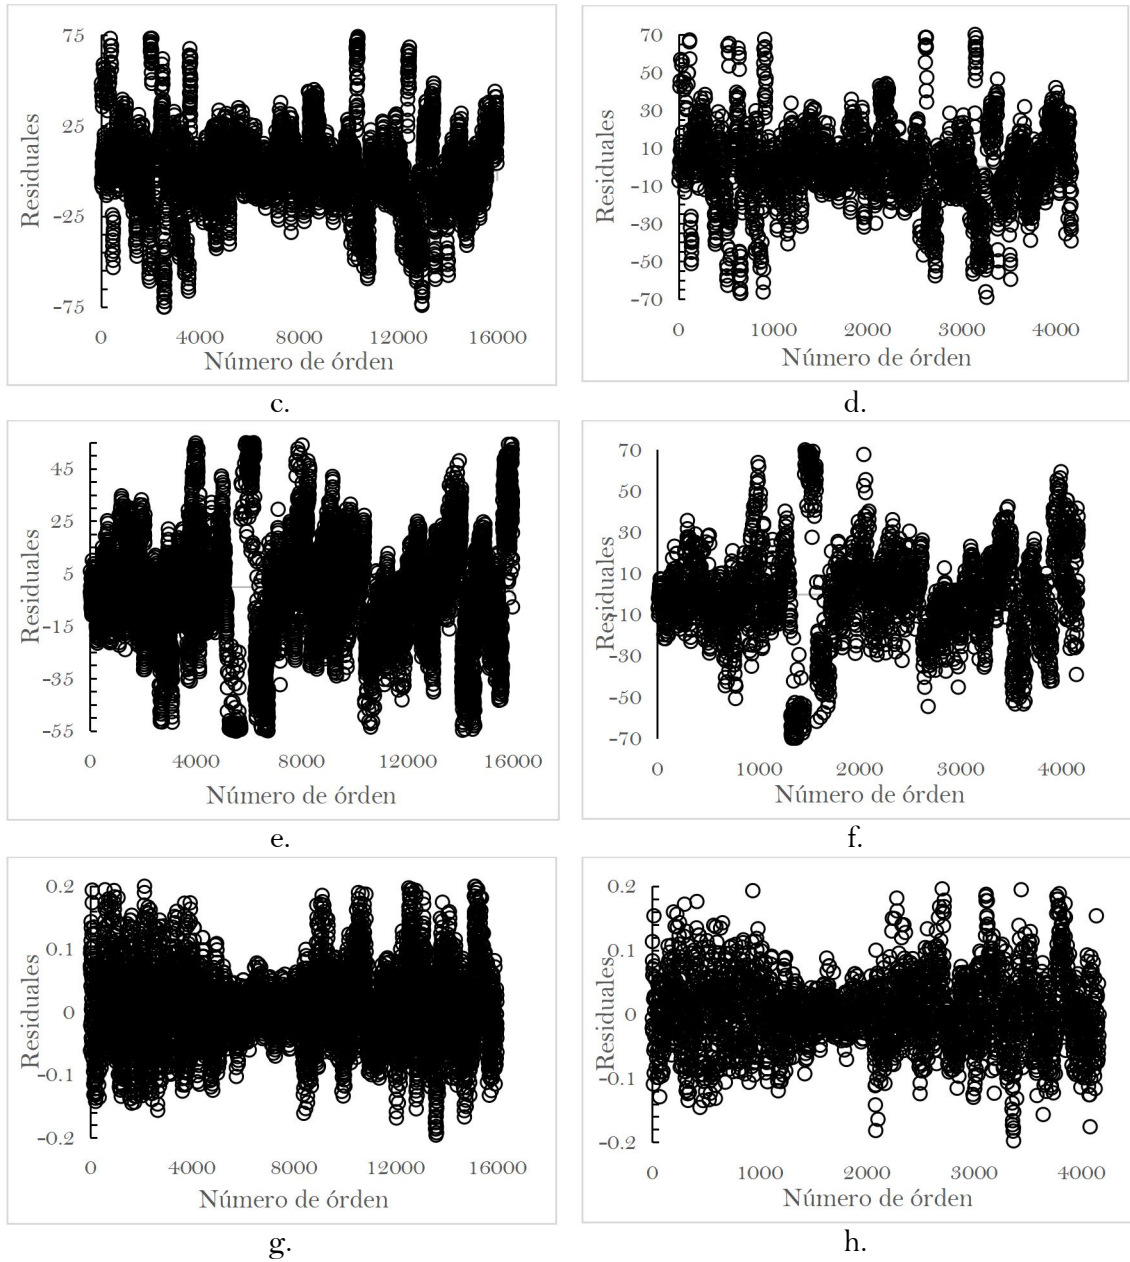 75
25
-25
-75
0 4000 8000 12000 16000
Residuales
Número de órden
c.
70
50
30
10
-10
-30
-50
-70
0 1000 2000 3000 4000
Residuales
Número de órden
d.
45
25
5
-15
-35
-55
0 4000 8000 12000 16000
Residuales
Número de órden
e.
70
50
30
10
-10
-30
-50
-70
0 1000 2000 3000 4000
Residuales
Número de órden
f.
0.2
0.1
0
-0.1
-0.2
0 4000 8000 12000 16000
Residuales
Número de órden
g.
0.2
0.1
0
-0.1
-0.2
0 1000 2000 3000 4000
Residuales
Número de órden
h.